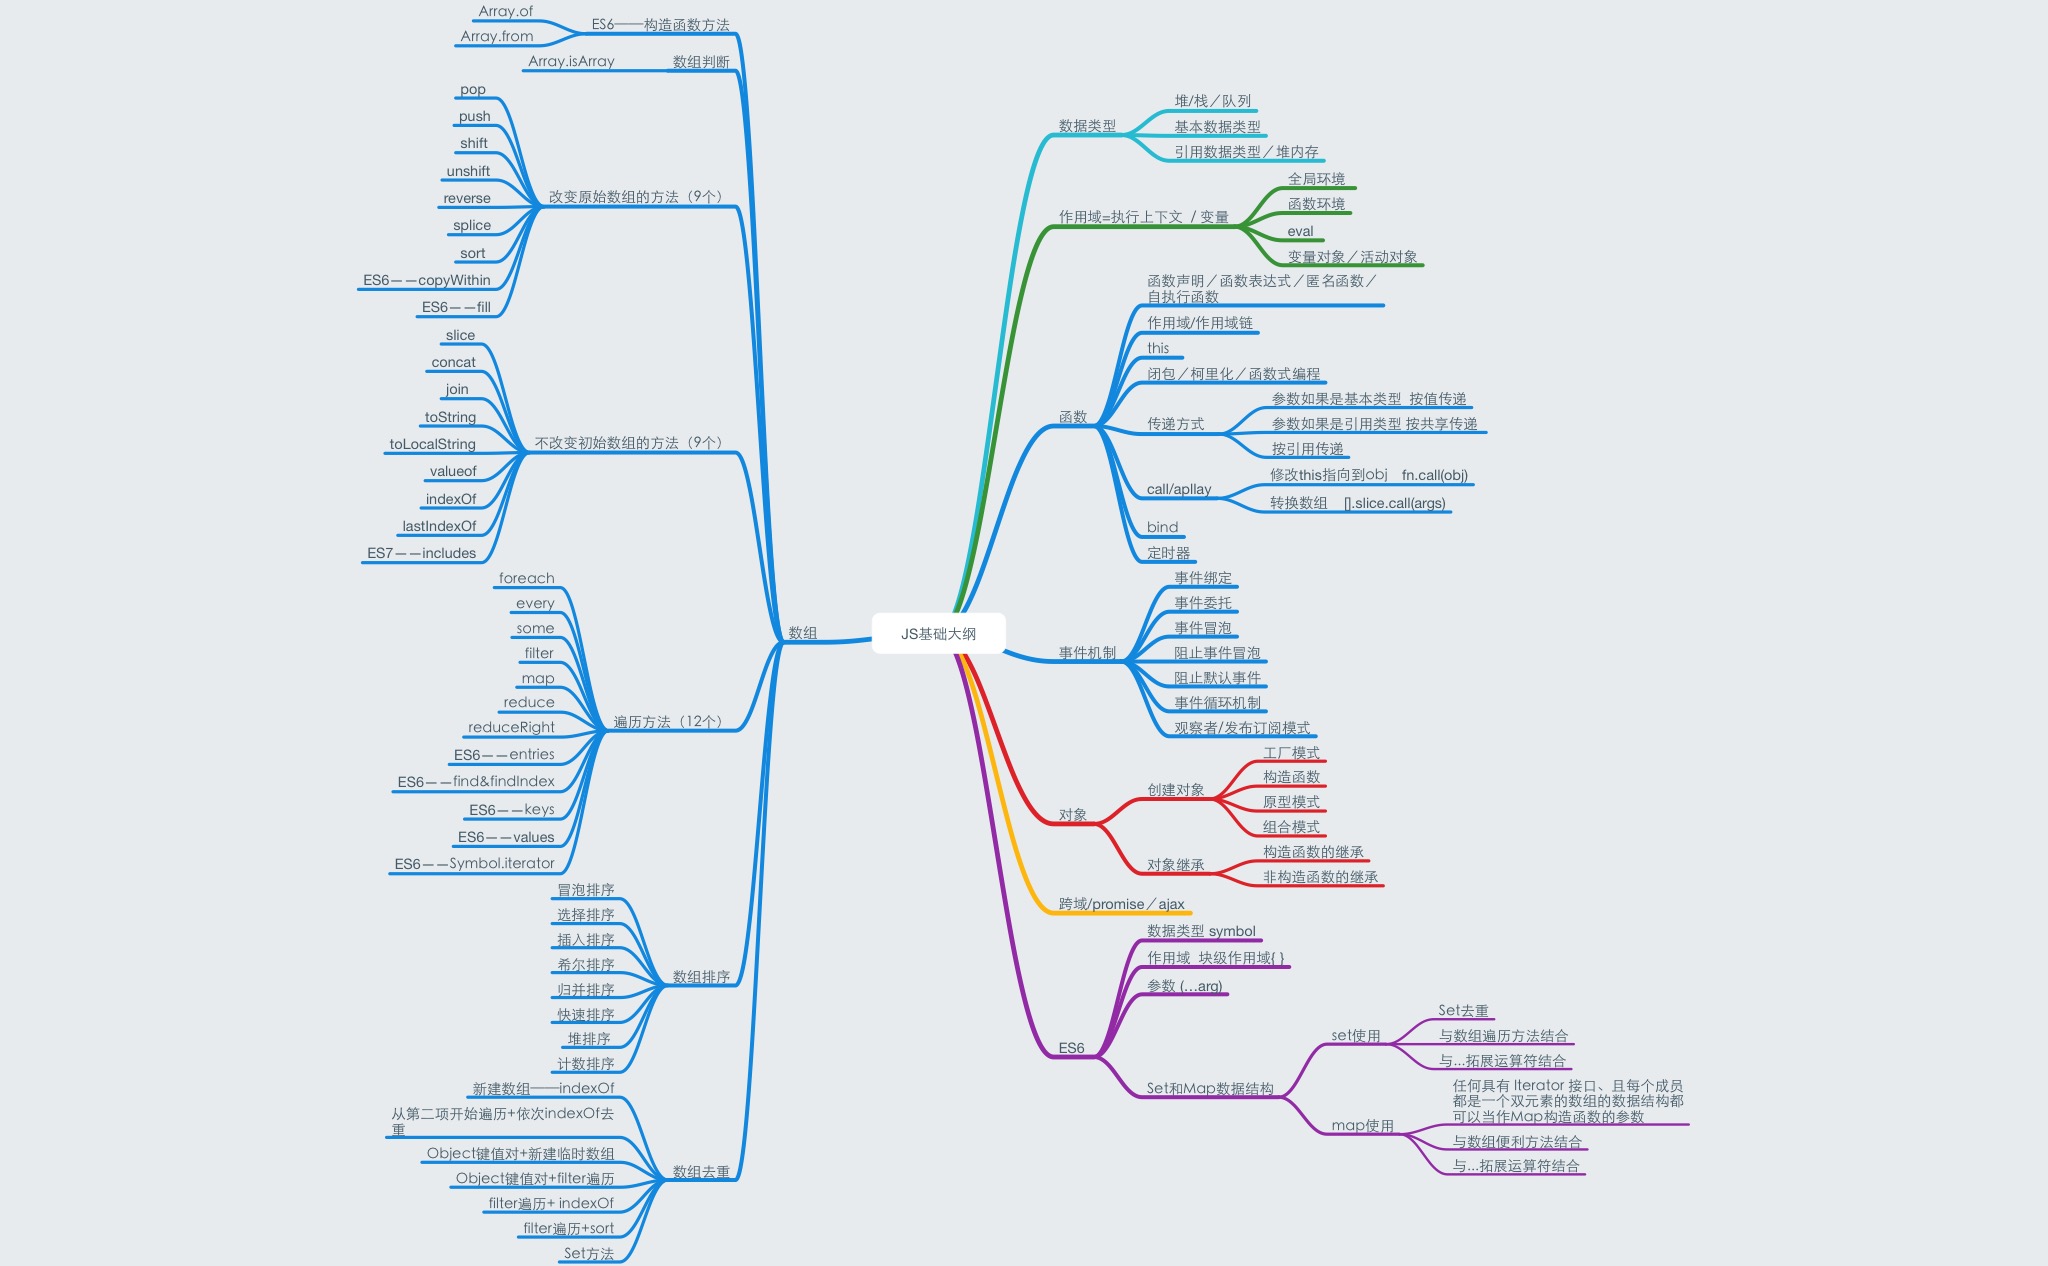 JS基础大纲
数据类型
堆/栈／队列
基本数据类型
引用数据类型／堆内存
作用域=执行上下文 / 变量
全局环境
函数环境
eval
变量对象／活动对象
函数
函数声明／函数表达式／匿名函数／
自执行函数
作用域/作用域链
this
闭包／柯里化／函数式编程
传递方式
参数如果是基本类型 按值传递
参数如果是引用类型 按共享传递
按引用传递
call/apllay
修改this指向到obj fn.call(obj)
转换数组 [].slice.call(args)
bind
定时器
事件机制
事件绑定
事件委托
事件冒泡
阻止事件冒泡
阻止默认事件
事件循环机制
观察者/发布订阅模式
对象
创建对象
工厂模式
构造函数
原型模式
组合模式
对象继承
构造函数的继承
非构造函数的继承
跨域/promise／ajax
ES6
数据类型 symbol
作用域 块级作用域{ }
参数 (...arg)
Set和Map数据结构
set使用
Set去重
与数组遍历方法结合
与...拓展运算符结合
map使用
任何具有 Iterator 接口、且每个成员
都是一个双元素的数组的数据结构都
可以当作Map构造函数的参数
与数组便利方法结合
与...拓展运算符结合
数组
ES6——构造函数方法
Array.of
Array.from
数组判断
Array.isArray
改变原始数组的方法（9个）
pop
push
shift
unshift
reverse
splice
sort
ES6——copyWithin
ES6——fill
不改变初始数组的方法（9个）
slice
concat
join
toString
toLocalString
valueof
indexOf
lastIndexOf
ES7——includes
遍历方法（12个）
foreach
every
some
filter
map
reduce
reduceRight
ES6——entries
ES6——find&findIndex
ES6——keys
ES6——values
ES6——Symbol.iterator
数组排序
冒泡排序
选择排序
插入排序
希尔排序
归并排序
快速排序
堆排序
计数排序
数组去重
新建数组——indexOf
从第二项开始遍历+依次indexOf去
重
Object键值对+新建临时数组
Object键值对+filter遍历
filter遍历+ indexOf
filter遍历+sort
Set方法